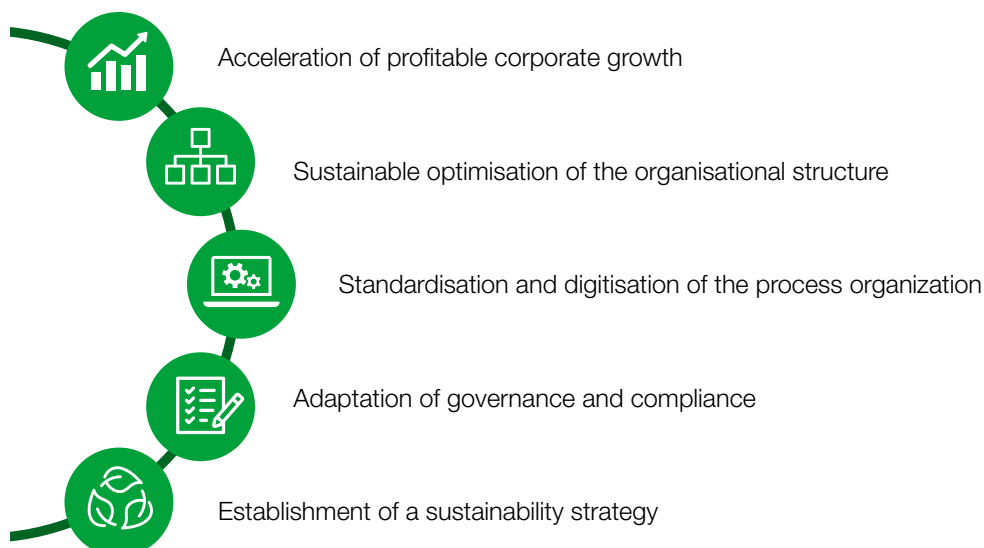 Acceleration of profitable corporate growth
Sustainable optimisation of the organisational structure
Standardisation and digitisation of the process organization
Adaptation of governance and compliance
Establishment of a sustainability strategy